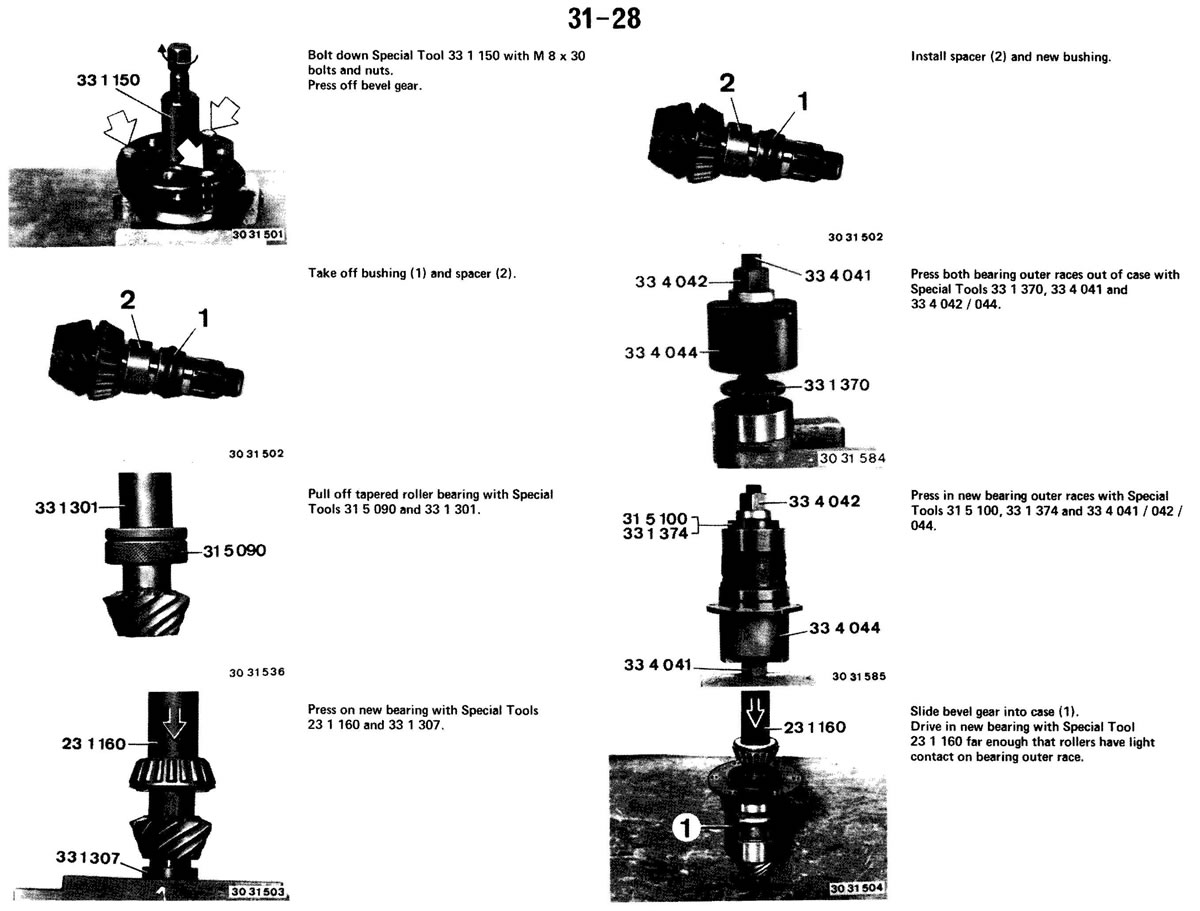 31-28
33 1 150
30 31 501
Bolt down Special Tool 33 1 150 with M 8 x 30
bolts and nuts.
Press off bevel gear.
2
1
30 31 502
Take off bushing (1) and spacer (2).
33 1 301
31 5 090
30 31 536
Pull off tapered roller bearing with Special
Tools 31 5 090 and 33 1 301.
23 1 160
33 1 307
30 31 503
Press on new bearing with Special Tools
23 1 160 and 33 1 307.
2
1
30 31 502
Install spacer (2) and new bushing.
33 4 042
33 4 041
33 4 044
33 1 370
30 31 584
Press both bearing outer races out of case with
Special Tools 33 1 370, 33 4 041 and
33 4 042 / 044.
33 4 042
31 5 100
33 1 374
33 4 044
33 4 041
30 31 585
Press in new bearing outer races with Special
Tools 31 5 100, 33 1 374 and 33 4 041 / 042 /
044.
23 1 160
1
30 31 504
Slide bevel gear into case (1).
Drive in new bearing with Special Tool
23 1 160 far enough that rollers have light
contact on bearing outer race.